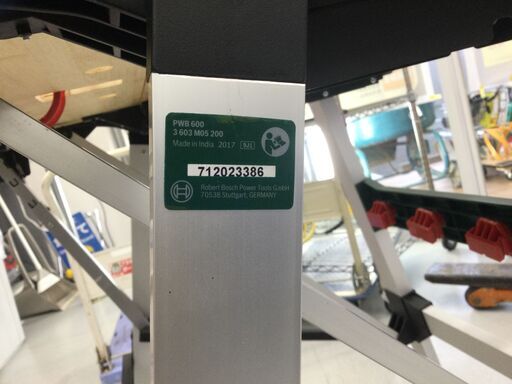 PWB 600
3 603 M05 200
Made in India 2017
712023386
Robert Bosch Power Tools GmbH
70538 Stuttgart, GERMANY